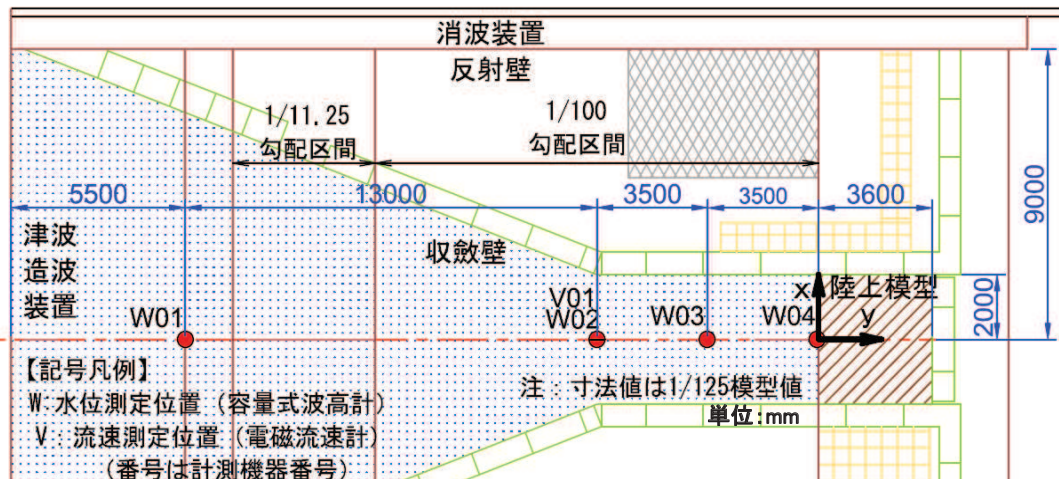 消波装置
反射壁
1/11.25
勾配区間
1/100
勾配区間
5500
13000
3500
3500
3600
9000
津波
造波
装置
収斂壁
W01
V01
W02
W03
W04
x
陸上模型
y
2000
【記号凡例】
W:水位測定位置(容量式波高計)
V:流速測定位置(電磁流速計)
(番号は計測機器番号)
注:寸法値は1/125模型値
単位:mm